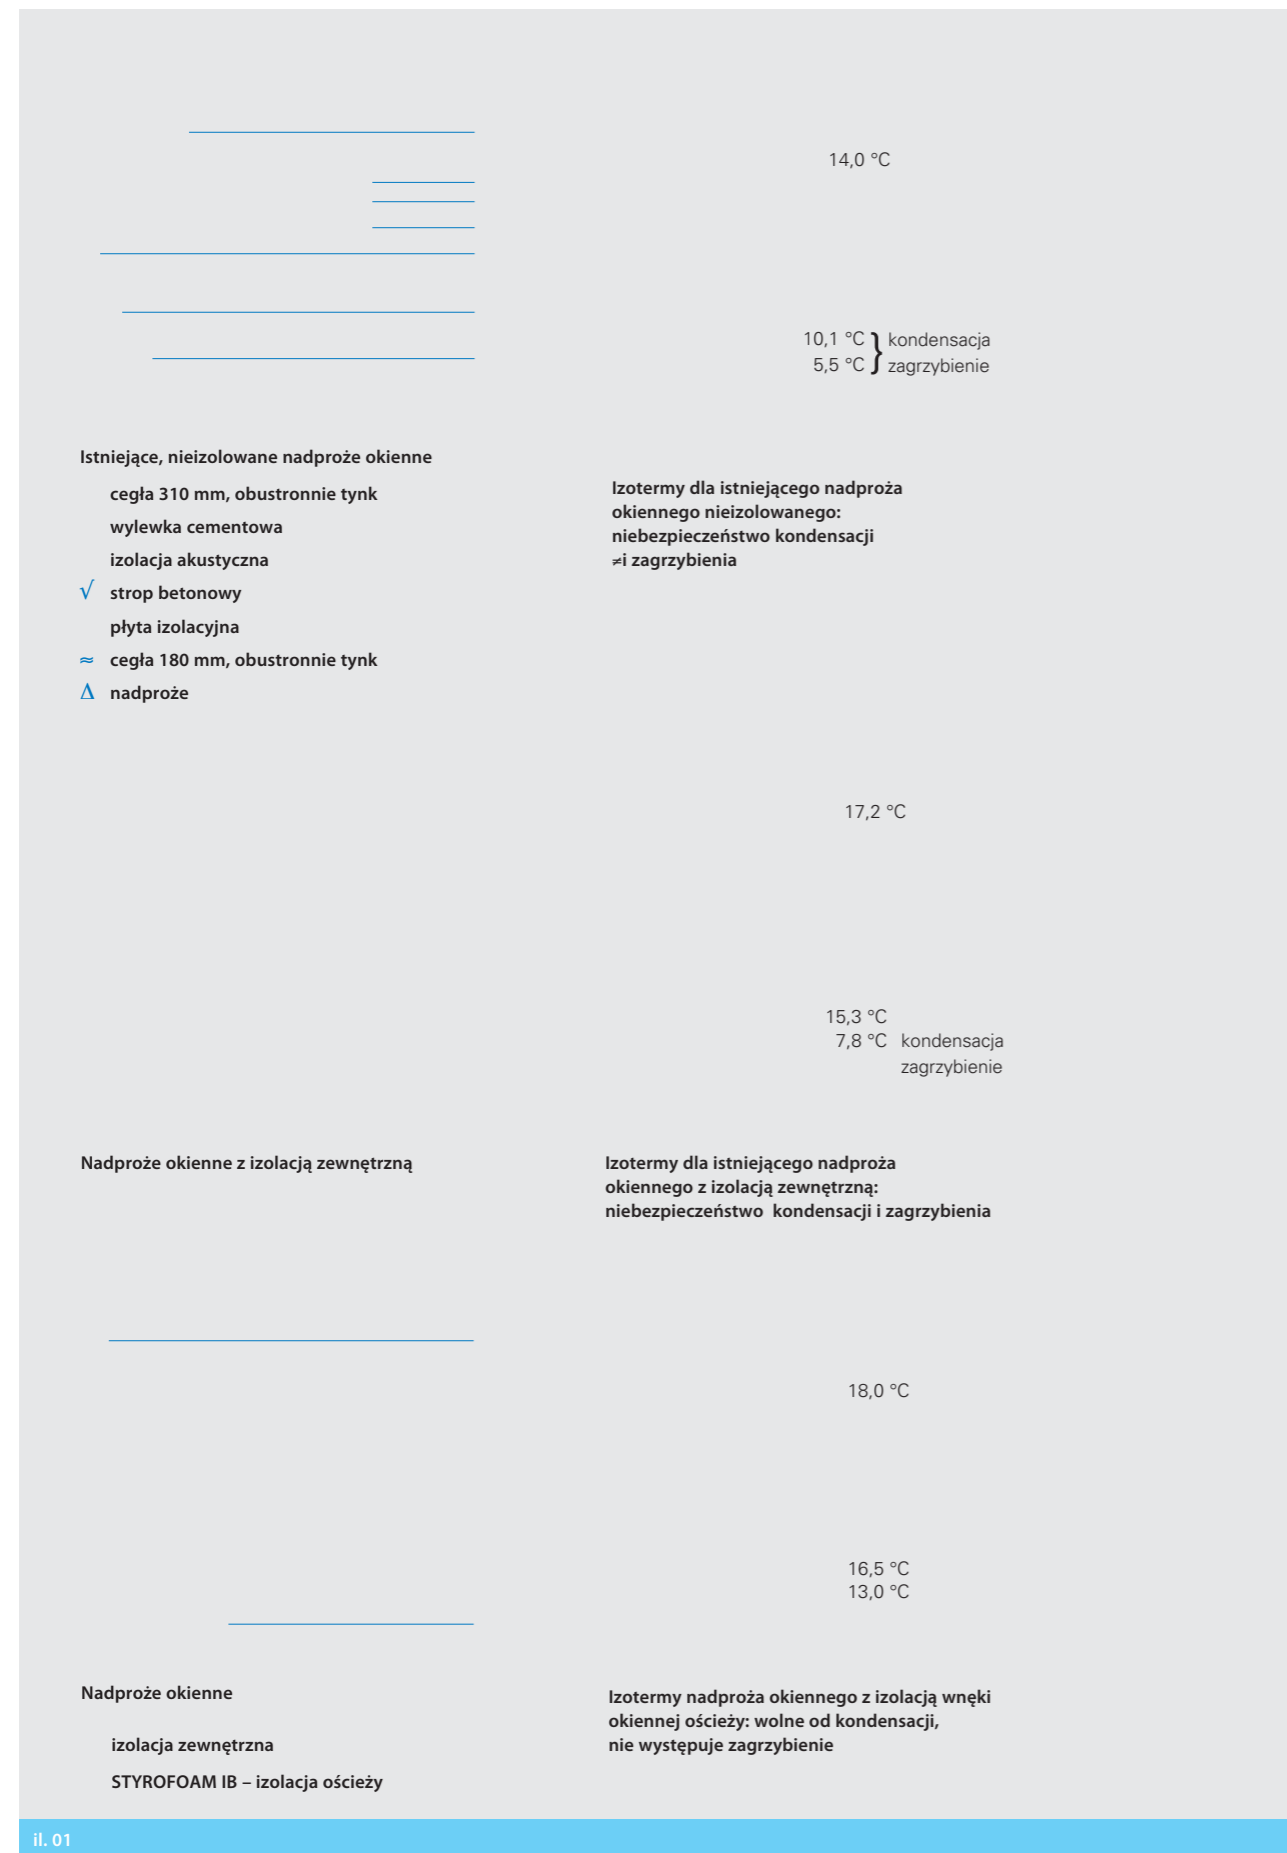 14,0 °C
10,1 °C } kondensacja
5,5 °C zagrzybienie
Istniejące, nieizolowane nadproże okienne
cegła 310 mm, obustronnie tynk
wylewka cementowa
izolacja akustyczna
√ strop betonowy
płyta izolacyjna
≈ cegła 180 mm, obustronnie tynk
Δ nadproże
Izotermy dla istniejącego nadproża
okiennego nieizolowanego:
niebezpieczeństwo kondensacji
≠i zagrzybienia
17,2 °C
15,3 °C
7,8 °C kondensacja
zagrzybienie
Nadproże okienne z izolacją zewnętrzną
Izotermy dla istniejącego nadproża
okiennego z izolacją zewnętrzną:
niebezpieczeństwo kondensacji i zagrzybienia
18,0 °C
16,5 °C
13,0 °C
Nadproże okienne
izolacja zewnętrzna
STYROFOAM IB – izolacja ościeży
Izotermy nadproża okiennego z izolacją wnęki
okiennej ościeży: wolne od kondensacji,
nie występuje zagrzybienie
il. 01